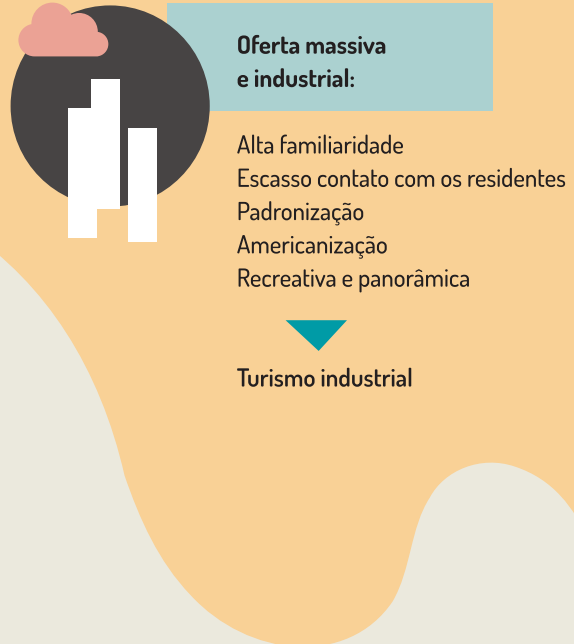 Oferta massiva
e industrial:
Alta familiaridade
Escasso contato com os residentes
Padronização
Americanização
Recreativa e panorâmica
Turismo industrial